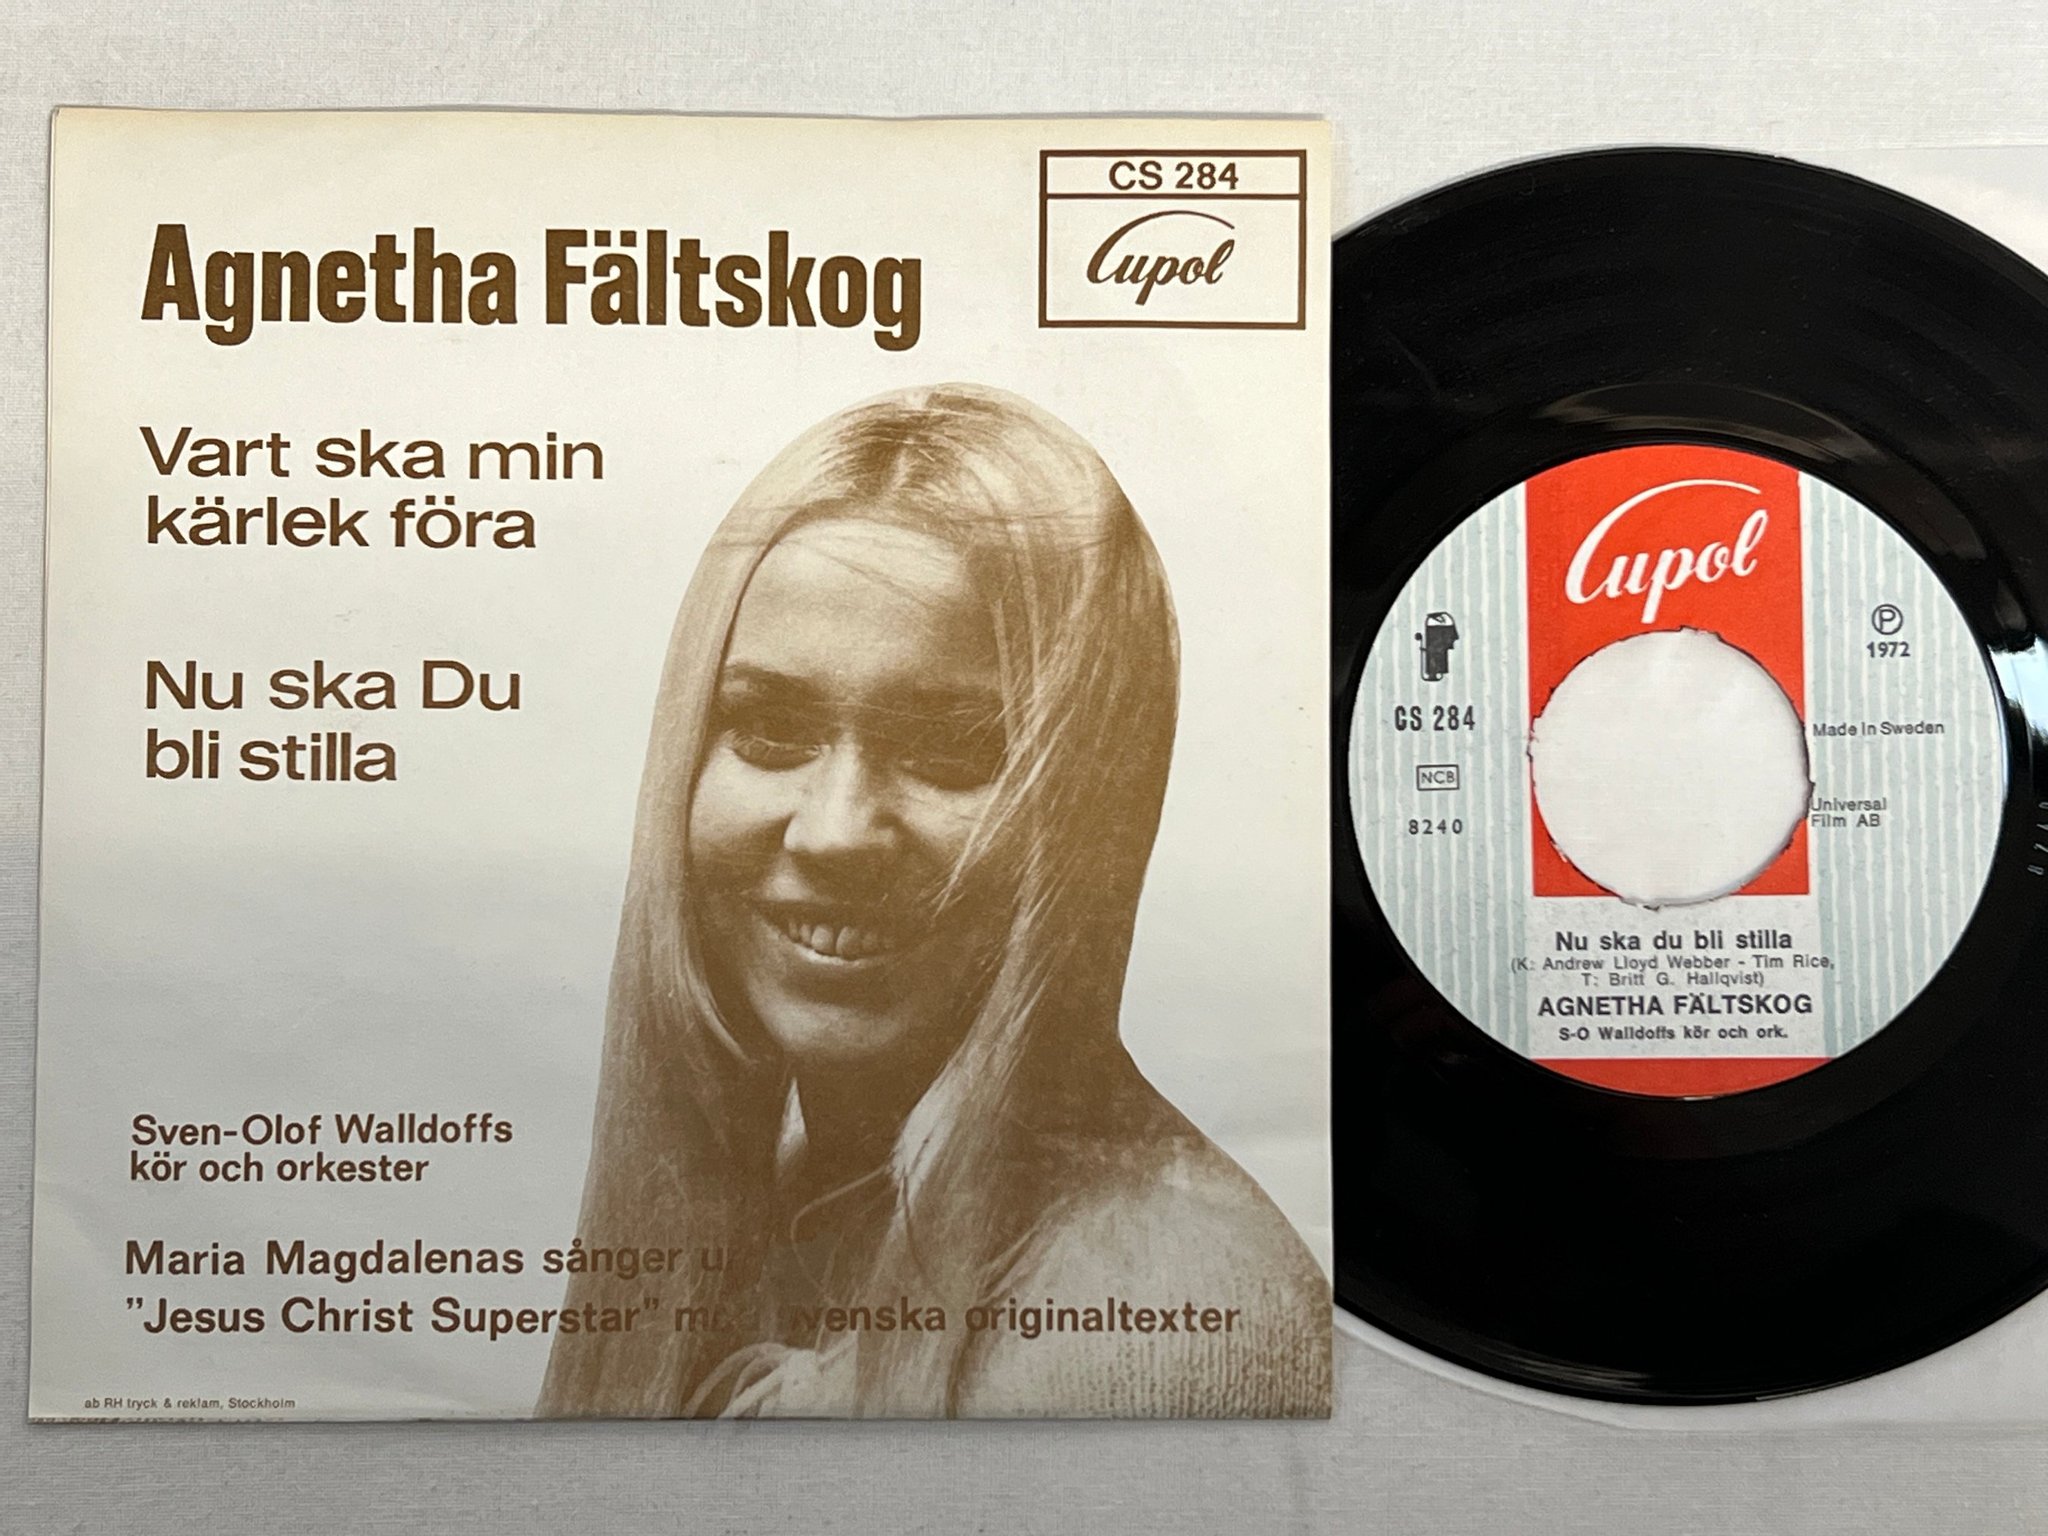 Agnetha Fältskog
CS 284
Cupol
Vart ska min
kärlek föra
Nu ska Du
bli stilla
Sven-Olof Walldoffs
kör och orkester
Maria Magdalenas sånger
"Jesus Christ Superstar" svenska originaltexter
ab RH tryck & reklam, Stockholm
Cupol
CS 284
NCB
8240
℗
1972
Made in Sweden
Universal
Film AB
Nu ska du bli stilla
(K: Andrew Lloyd Webber - Tim Rice,
T: Britt G. Hallqvist)
AGNETHA FÄLTSKOG
S-O Walldoffs kör och ork.